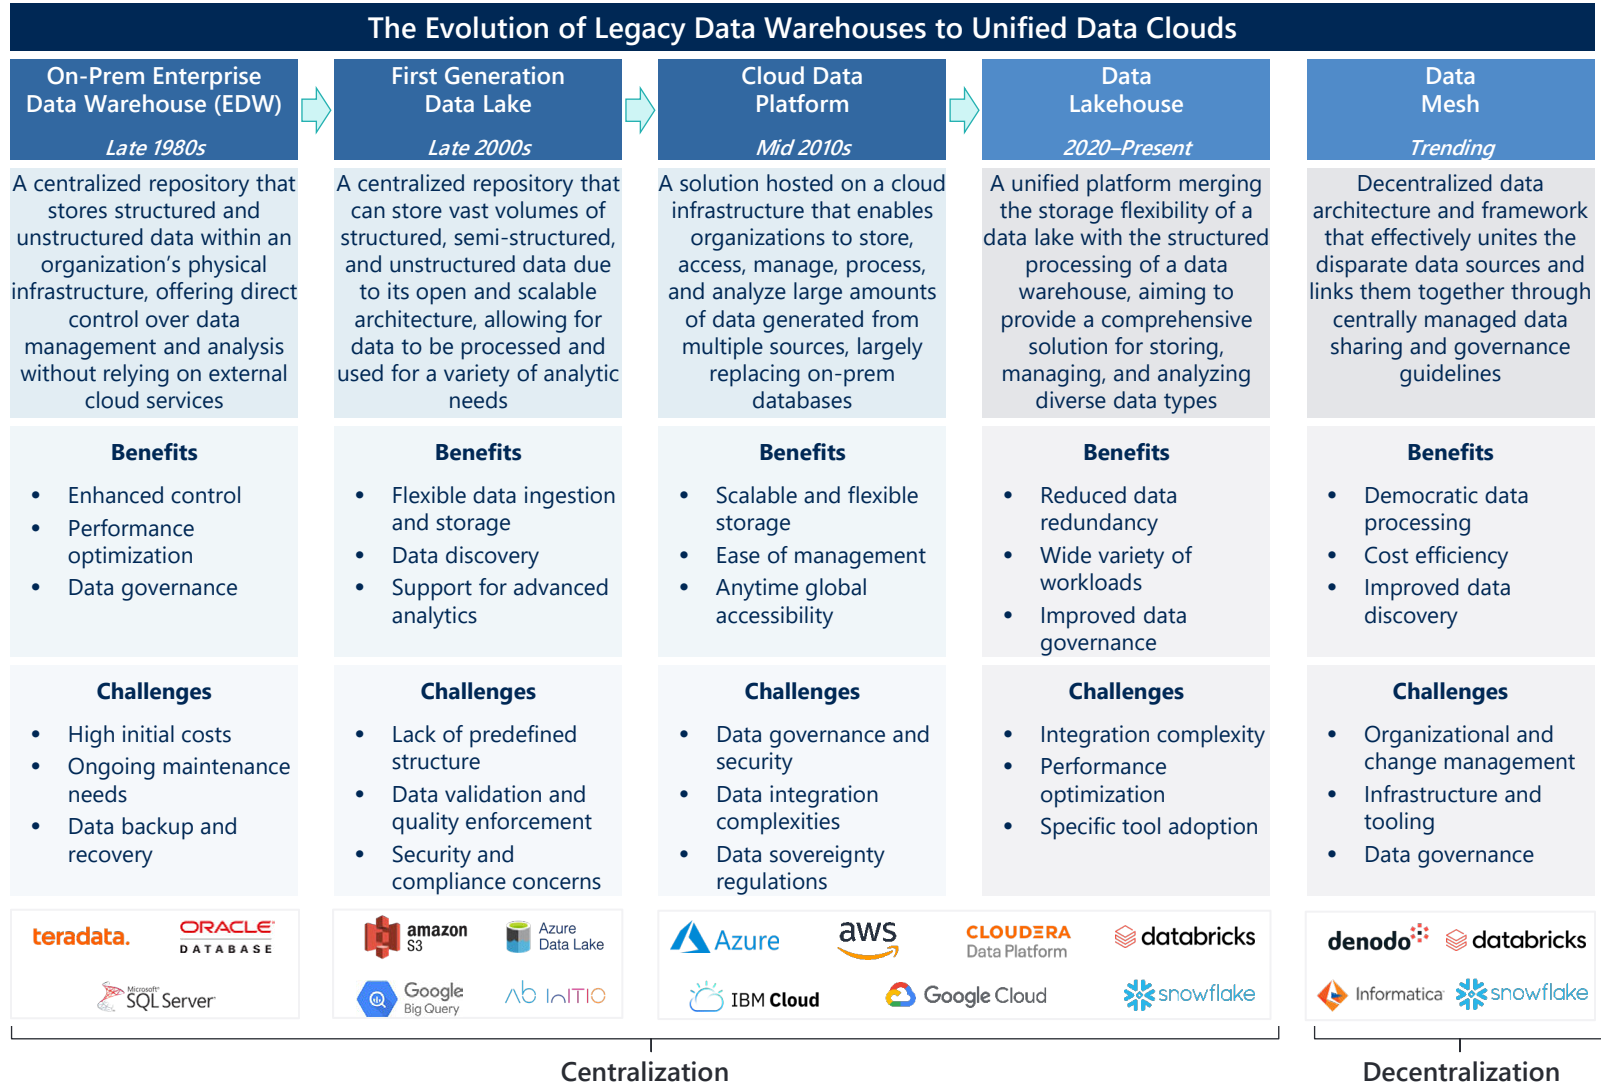 The Evolution of Legacy Data Warehouses to Unified Data Clouds
On-Prem Enterprise
Data Warehouse (EDW)
Late 1980s
A centralized repository that
stores structured and
unstructured data within an
organization's physical
infrastructure, offering direct
control over data
management and analysis
without relying on external
cloud services
Benefits
• Enhanced control
• Performance
optimization
• Data governance
Challenges
• High initial costs
• Ongoing maintenance
needs
• Data backup and
recovery
teradata.
ORACLE
DATABASE
Microsoft
SQL Server
First Generation
Data Lake
Late 2000s
A centralized repository that
can store vast volumes of
structured, semi-structured,
and unstructured data due
to its open and scalable
architecture, allowing for
data to be processed and
used for a variety of analytic
needs
Benefits
• Flexible data ingestion
and storage
• Data discovery
• Support for advanced
analytics
Challenges
• Lack of predefined
structure
• Data validation and
quality enforcement
• Security and
compliance concerns
amazon
S3
Azure
Data Lake
Google
Big Query
Ab InITIO
Cloud Data
Platform
Mid 2010s
A solution hosted on a cloud
infrastructure that enables
organizations to store,
access, manage, process,
and analyze large amounts
of data generated from
multiple sources, largely
replacing on-prem
databases
Benefits
• Scalable and flexible
storage
• Ease of management
• Anytime global
accessibility
Challenges
• Data governance and
security
• Data integration
complexities
• Data sovereignty
regulations
Data
Lakehouse
2020–Present
A unified platform merging
the storage flexibility of a
data lake with the structured
processing of a data
warehouse, aiming to
provide a comprehensive
solution for storing,
managing, and analyzing
diverse data types
Benefits
• Reduced data
redundancy
• Wide variety of
workloads
• Improved data
governance
Challenges
• Integration complexity
• Performance
optimization
• Specific tool adoption
Azure
aws
CLOUDERA
Data Platform
databricks
IBM Cloud
Google Cloud
snowflake
Data
Mesh
Trending
Decentralized data
architecture and framework
that effectively unites the
disparate data sources and
links them together through
centrally managed data
sharing and governance
guidelines
Benefits
• Democratic data
processing
• Cost efficiency
• Improved data
discovery
Challenges
• Organizational and
change management
• Infrastructure and
tooling
• Data governance
denodo
databricks
Informatica
snowflake
Centralization
Decentralization